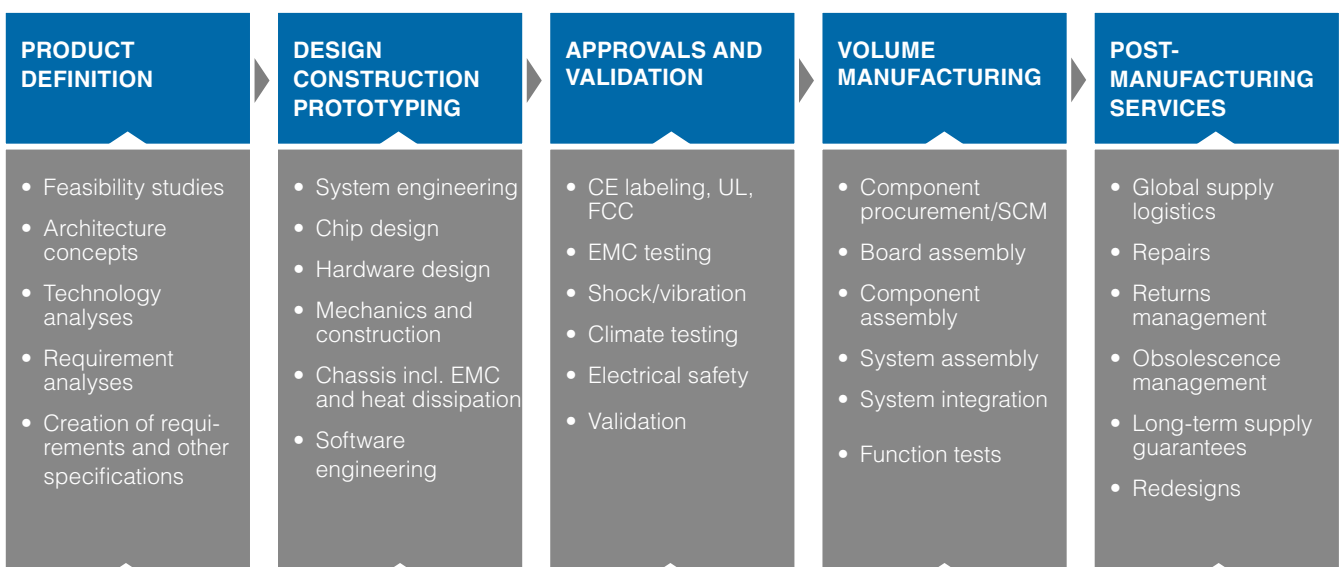 PRODUCT
DEFINITION
• Feasibility studies
• Architecture
concepts
• Technology
analyses
• Requirement
analyses
• Creation of requi-
rements and other
specifications
DESIGN
CONSTRUCTION
PROTOTYPING
• System engineering
• Chip design
• Hardware design
• Mechanics and
construction
• Chassis incl. EMC
and heat dissipation
• Software
engineering
APPROVALS AND
VALIDATION
• CE labeling, UL,
FCC
• EMC testing
• Shock/vibration
• Climate testing
• Electrical safety
• Validation
VOLUME
MANUFACTURING
• Component
procurement/SCM
• Board assembly
• Component
assembly
• System assembly
• System integration
• Function tests
POST-
MANUFACTURING
SERVICES
• Global supply
logistics
• Repairs
• Returns
management
• Obsolescence
management
• Long-term supply
guarantees
• Redesigns